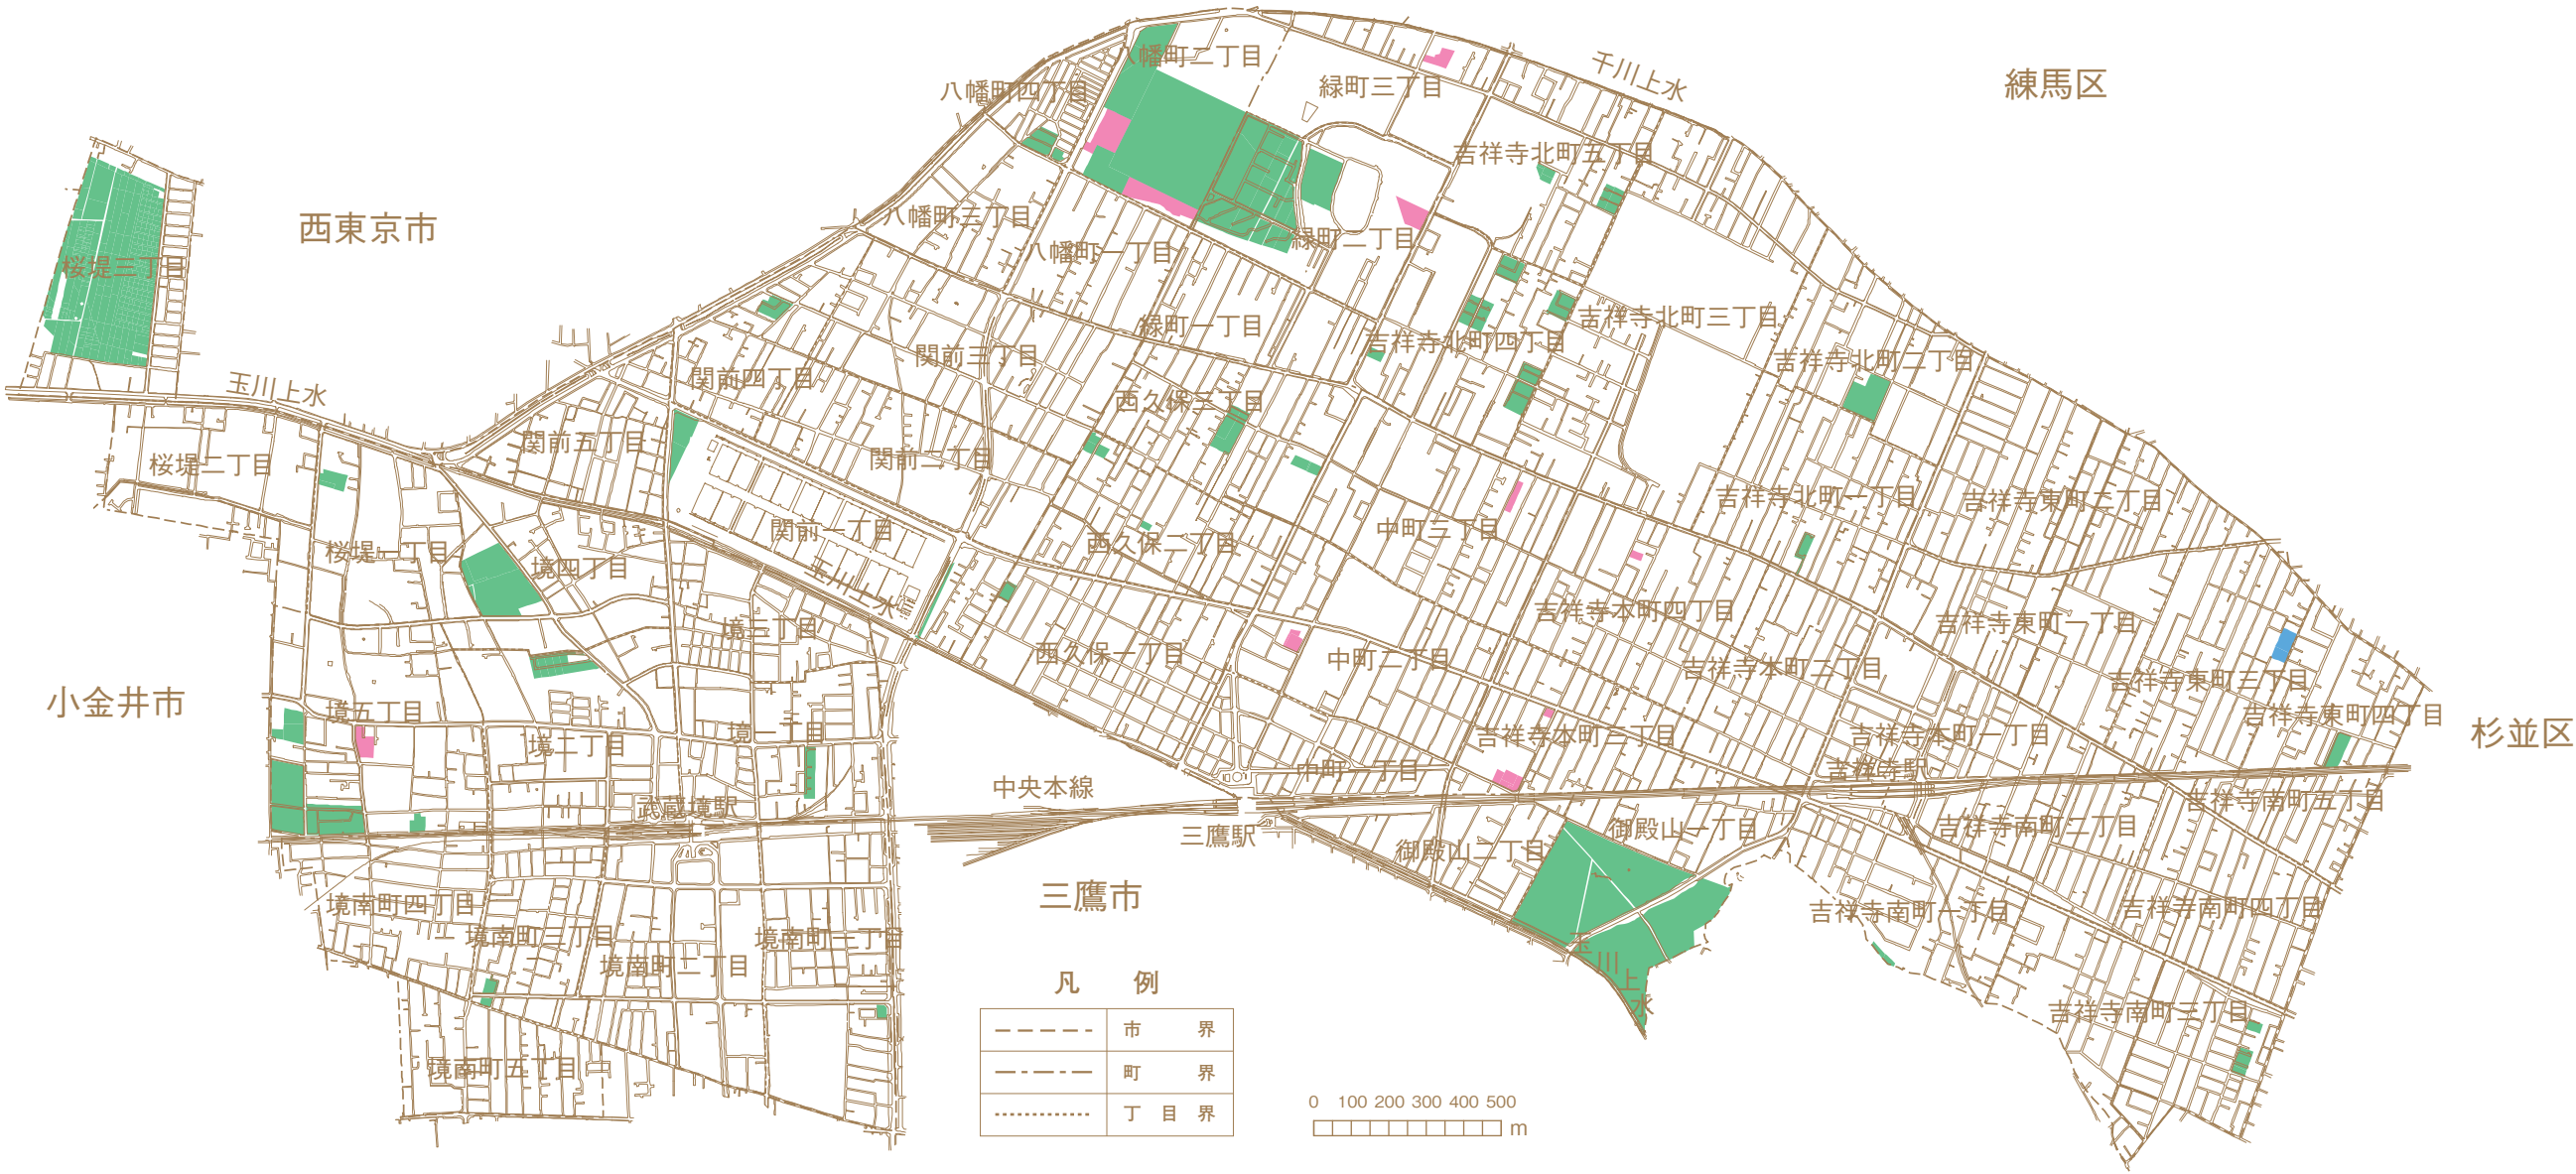 八幡町二丁目
千川上水
練馬区
八幡町四丁目
緑町三丁目
吉祥寺北町五丁目
西東京市
八幡町三丁目
八幡町一丁目
緑町二丁目
桜堤三丁目
緑町一丁目
吉祥寺北町三丁目
吉祥寺北町四丁目
関前三丁目
吉祥寺北町二丁目
関前四丁目
玉川上水
西久保三丁目
関前五丁目
関前二丁目
桜堤二丁目
吉祥寺北町一丁目
吉祥寺東町二丁目
関前一丁目
中町三丁目
西久保二丁目
桜堤一丁目
境四丁目
玉川上水
吉祥寺本町四丁目
吉祥寺東町一丁目
境三丁目
西久保一丁目
中町二丁目
吉祥寺本町二丁目
吉祥寺東町三丁目
小金井市
境五丁目
吉祥寺東町四丁目
杉並区
境二丁目
境一丁目
吉祥寺本町三丁目
吉祥寺本町一丁目
中町一丁目
吉祥寺駅
中央本線
武蔵境駅
吉祥寺南町五丁目
三鷹駅
御殿山一丁目
吉祥寺南町二丁目
御殿山二丁目
三鷹市
境南町四丁目
吉祥寺南町一丁目
吉祥寺南町四丁目
境南町三丁目
境南町一丁目
境南町二丁目
玉川上水
吉祥寺南町三丁目
境南町五丁目
凡 例
市 界
町 界
丁 目 界
0 100 200 300 400 500
m